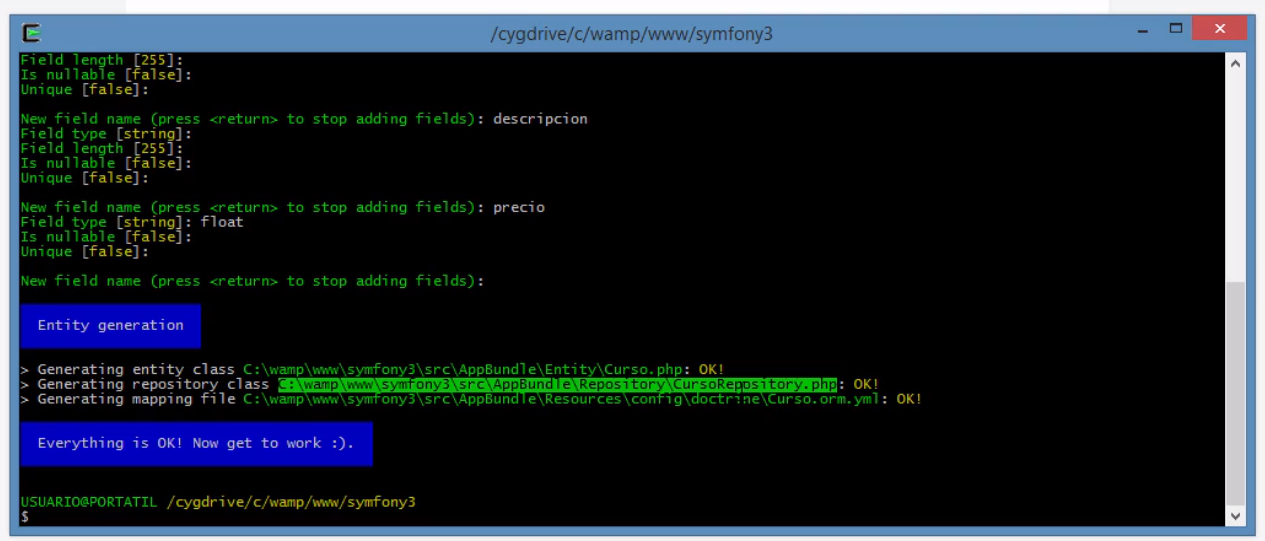 /cygdrive/c/wamp/www/symfony3
Field length [255]:
Is nullable [false]:
Unique [false]:
New field name (press <return> to stop adding fields): descripcion
Field type [string]:
Field length [255]:
Is nullable [false]:
Unique [false]:
New field name (press <return> to stop adding fields): precio
Field type [string]: float
Is nullable [false]:
Unique [false]:
New field name (press <return> to stop adding fields):
Entity generation
> Generating entity class C:\wamp\www\symfony3\src\AppBundle\Entity\Curso.php: OK!
> Generating repository class C:\wamp\www\symfony3\src\AppBundle\Repository\CursoRepository.php: OK!
> Generating mapping file C:\wamp\www\symfony3\src\AppBundle\Resources\config\doctrine\Curso.orm.yml: OK!
Everything is OK! Now get to work :).
USUARIO@PORTATIL /cygdrive/c/wamp/www/symfony3
$